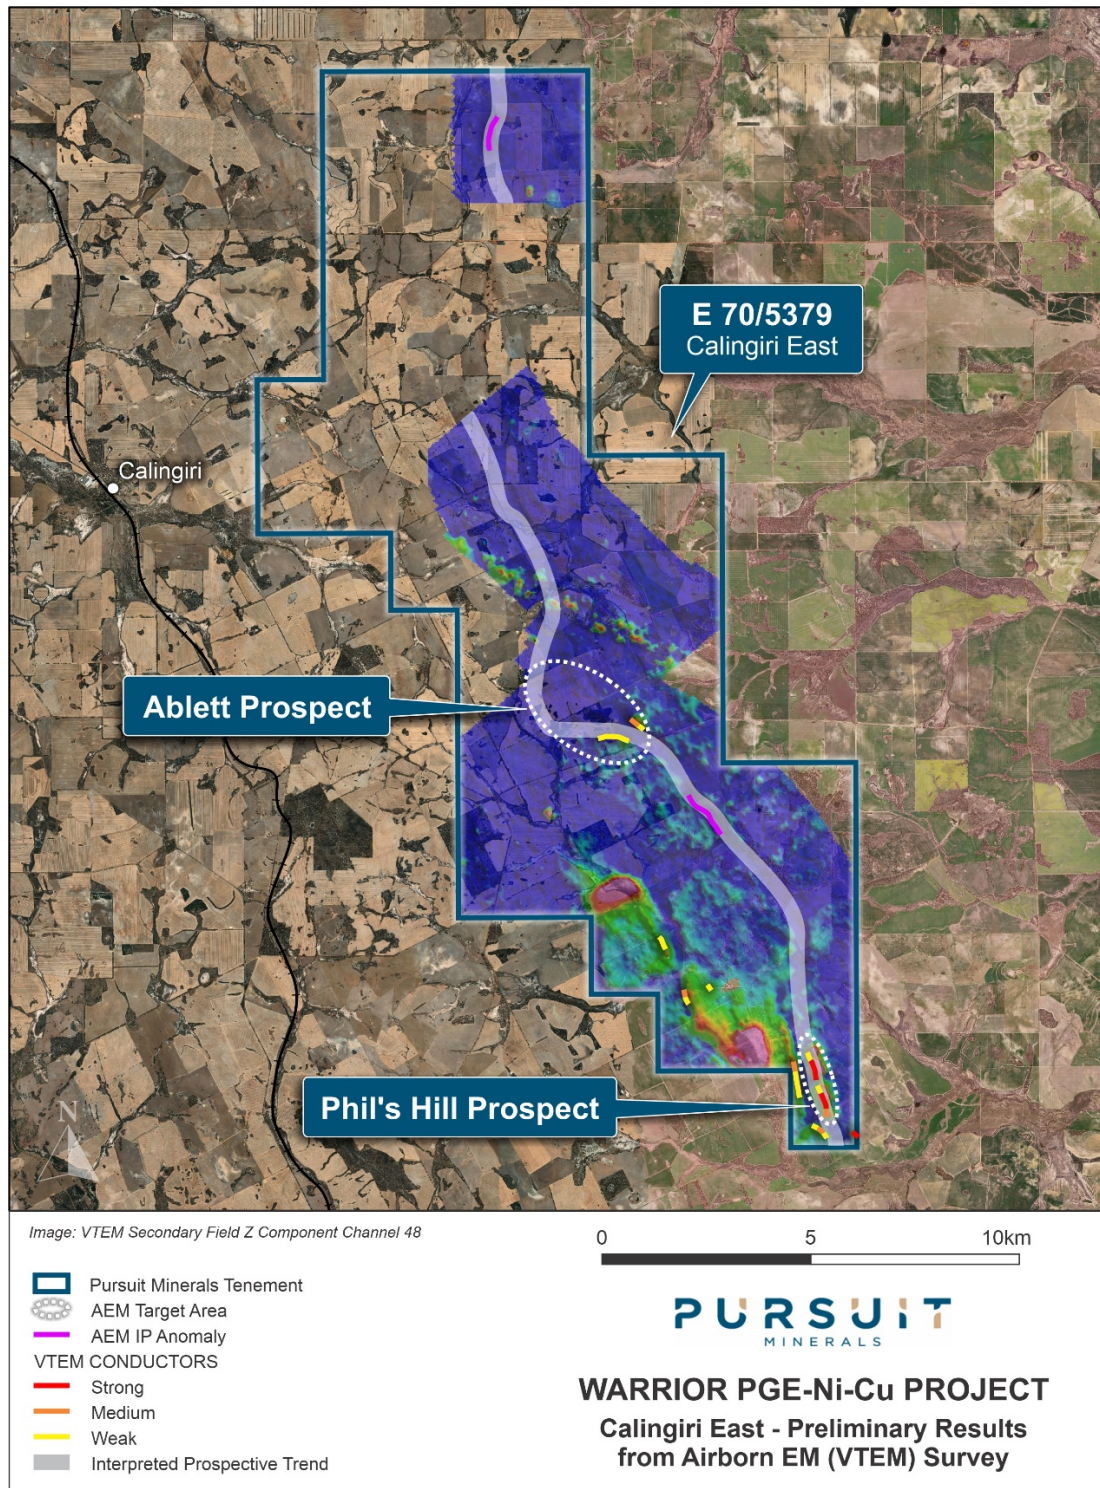 E 70/5379
Calingiri East
Calingiri
Ablett Prospect
Phil's Hill Prospect
N
Image: VTEM Secondary Field Z Component Channel 48
0 5 10km
Pursuit Minerals Tenement
AEM Target Area
AEM IP Anomaly
VTEM CONDUCTORS
Strong
Medium
Weak
Interpreted Prospective Trend
PURSUIT
MINERALS
WARRIOR PGE-Ni-Cu PROJECT
Calingiri East - Preliminary Results
from Airborn EM (VTEM) Survey